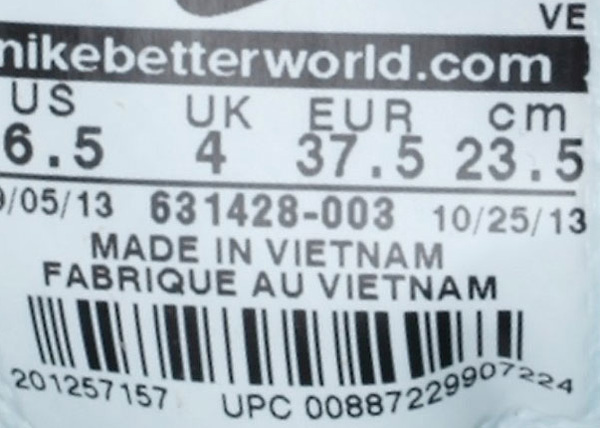 VE
nikebetterworld.com
US UK EUR cm
6.5 4 37.5 23.5
/05/13 631428-003 10/25/13
MADE IN VIETNAM
FABRIQUE AU VIETNAM
201257157 UPC 00887229907224